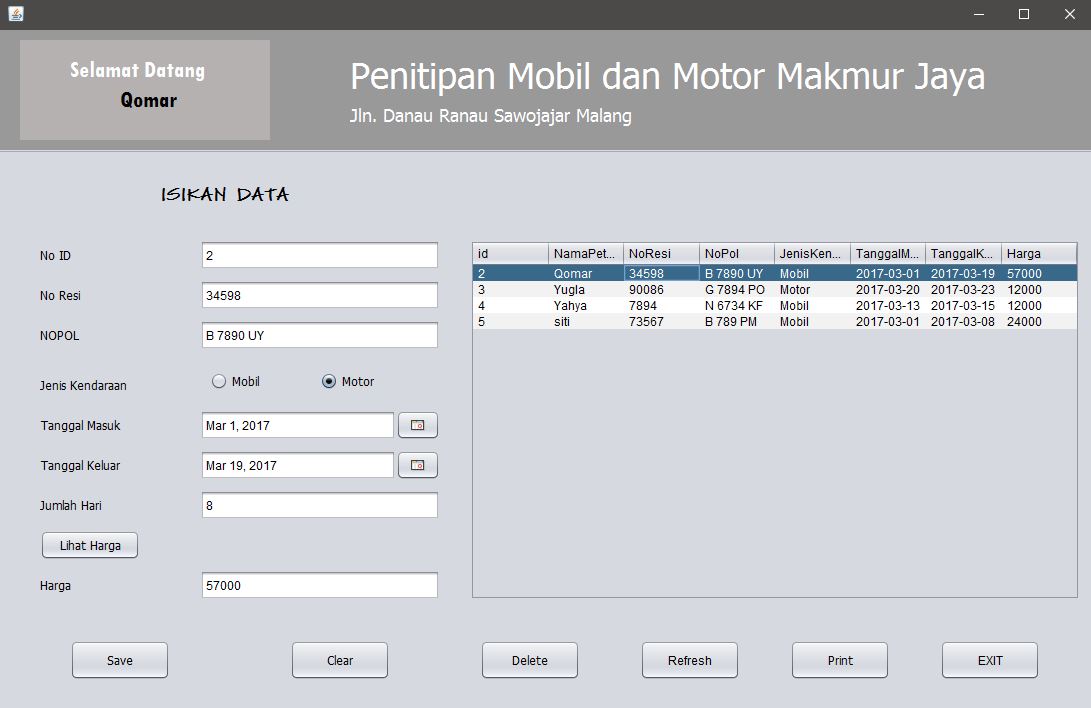 Selamat Datang
Qomar
Penitipan Mobil dan Motor Makmur Jaya
Jln. Danau Ranau Sawojajar Malang
ISIKAN DATA
No ID 2
No Resi 34598
NOPOL B 7890 UY
Jenis Kendaraan Mobil Motor
Tanggal Masuk Mar 1, 2017
Tanggal Keluar Mar 19, 2017
Jumlah Hari 8
Lihat Harga
Harga 57000
id NamaPet... NoResi NoPol JenisKen... TanggalM... TanggalK... Harga
2 Qomar 34598 B 7890 UY Mobil 2017-03-01 2017-03-19 57000
3 Yugla 90086 G 7894 PO Motor 2017-03-20 2017-03-23 12000
4 Yahya 7894 N 6734 KF Mobil 2017-03-13 2017-03-15 12000
5 siti 73567 B 789 PM Mobil 2017-03-01 2017-03-08 24000
Save Clear Delete Refresh Print EXIT